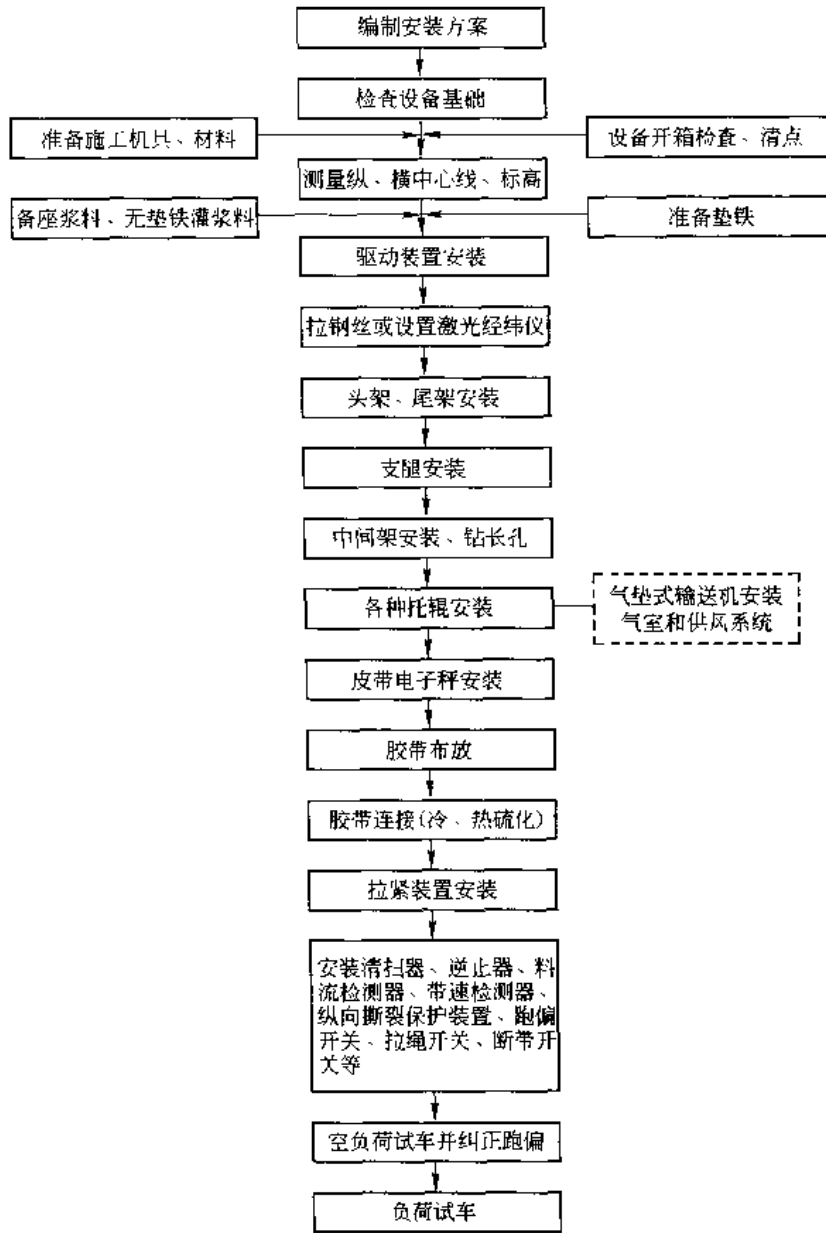 编制安装方案
检查设备基础
准备施工机具、材料
设备开箱检查、清点
测量纵、横中心线、标高
备座浆料、无垫铁灌浆料
准备垫铁
驱动装置安装
拉钢丝或设置激光经纬仪
头架、尾架安装
支腿安装
中间架安装、钻长孔
各种托辊安装
气垫式输送机安装
气室和供风系统
皮带电子秤安装
胶带布放
胶带连接(冷、热硫化)
拉紧装置安装
安装清扫器、逆止器、料
流检测器、带速检测器、
纵向撕裂保护装置、跑偏
开关、拉绳开关、断带开
关等
空负荷试车并纠正跑偏
负荷试车